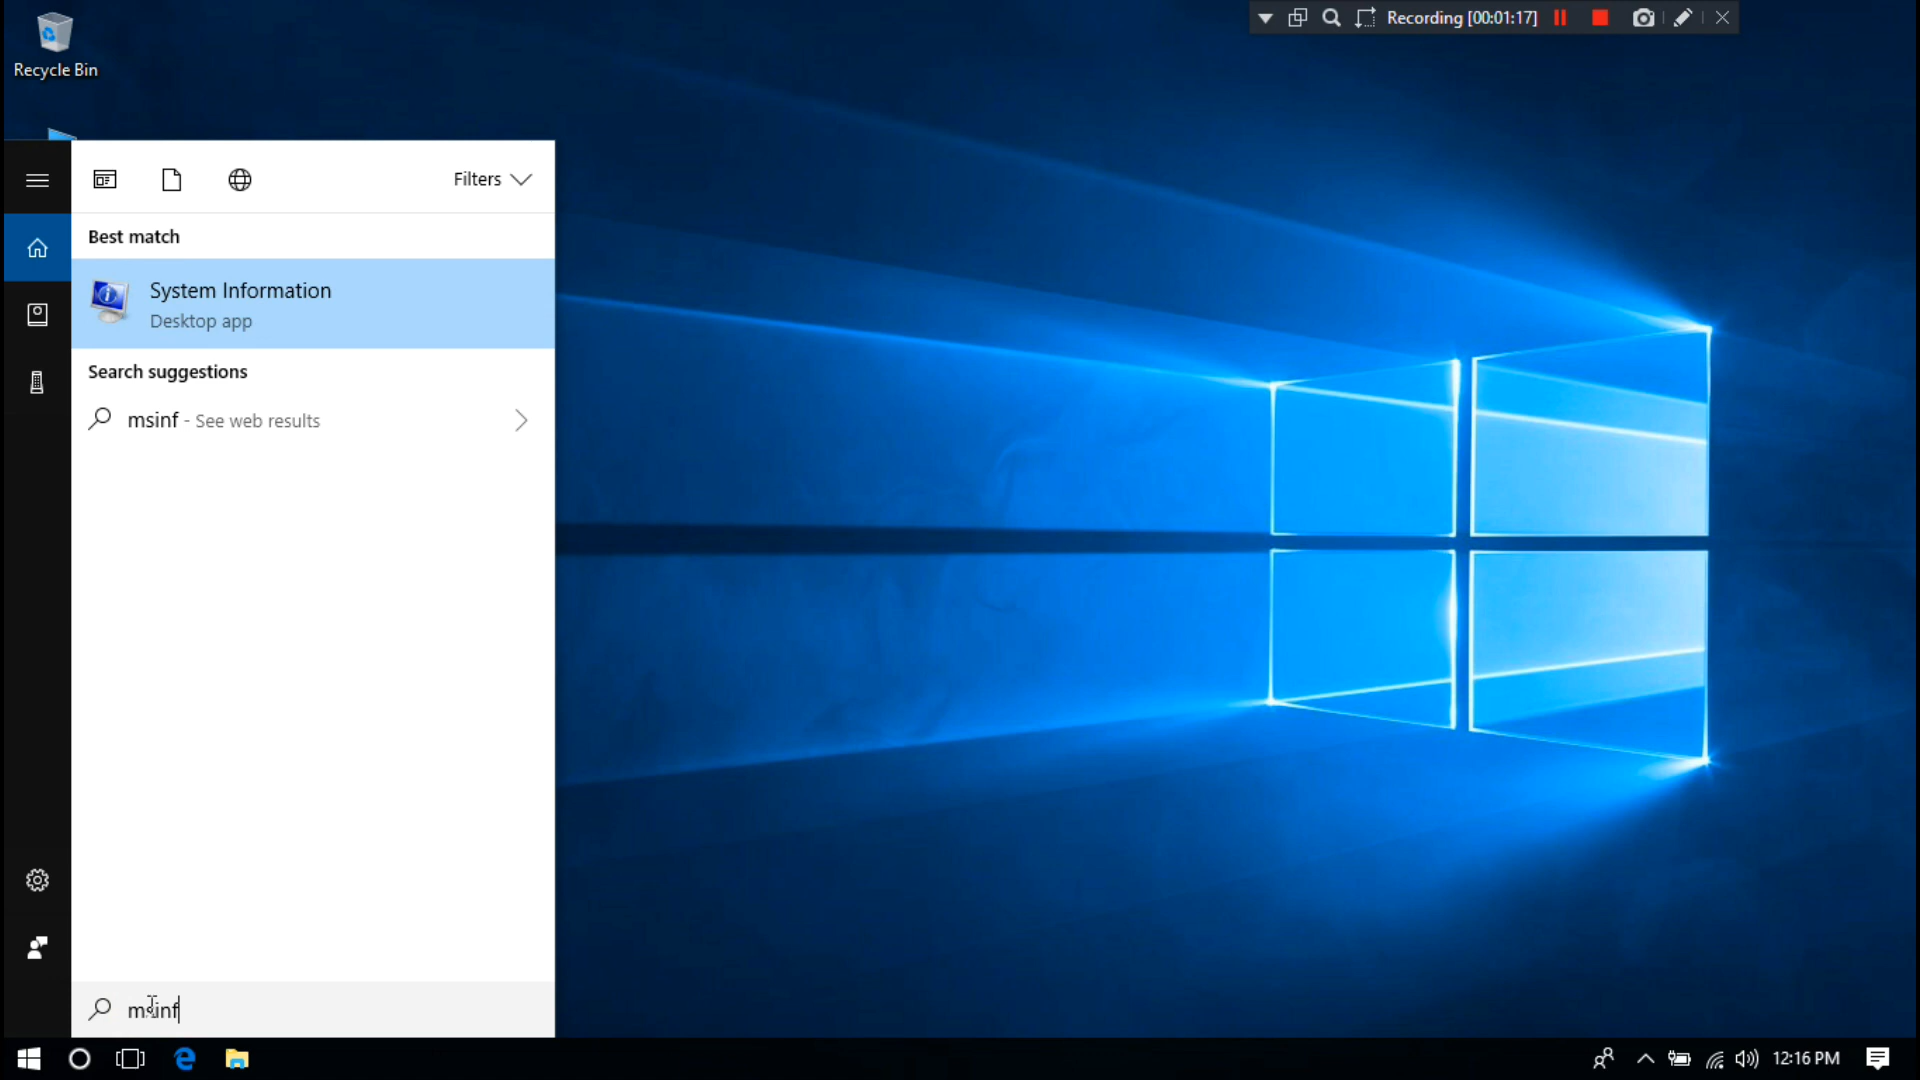 Recycle Bin
Recording [00:01:17]
Filters
Best match
System Information
Desktop app
Search suggestions
msinf - See web results
msinf
12:16 PM